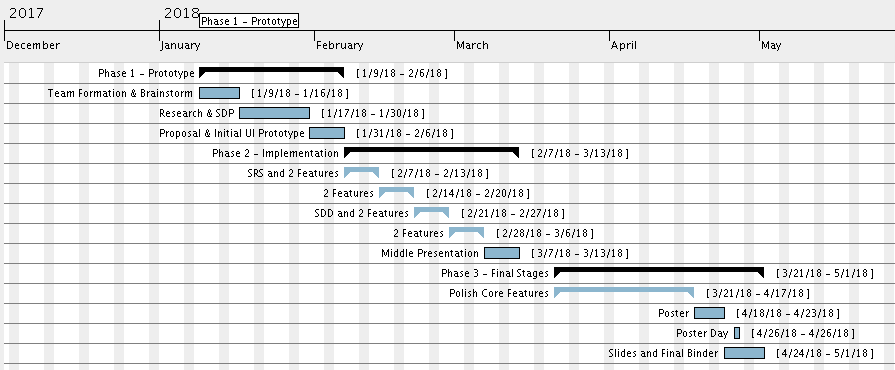 2017
2018
Phase 1 - Prototype
December January February March April May
Phase 1 - Prototype [1/9/18 - 2/6/18]
Team Formation & Brainstorm [1/9/18 - 1/16/18]
Research & SDP [1/17/18 - 1/30/18]
Proposal & Initial UI Prototype [1/31/18 - 2/6/18]
Phase 2 - Implementation [2/7/18 - 3/13/18]
SRS and 2 Features [2/7/18 - 2/13/18]
2 Features [2/14/18 - 2/20/18]
SDD and 2 Features [2/21/18 - 2/27/18]
2 Features [2/28/18 - 3/6/18]
Middle Presentation [3/7/18 - 3/13/18]
Phase 3 - Final Stages [3/21/18 - 5/1/18]
Polish Core Features [3/21/18 - 4/17/18]
Poster [4/18/18 - 4/23/18]
Poster Day [4/26/18 - 4/26/18]
Slides and Final Binder [4/24/18 - 5/1/18]